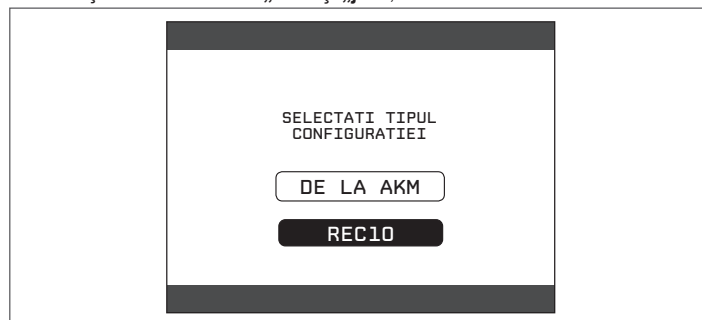 SELECTATI TIPUL
CONFIGURATIEI
DE LA AKM
REC10